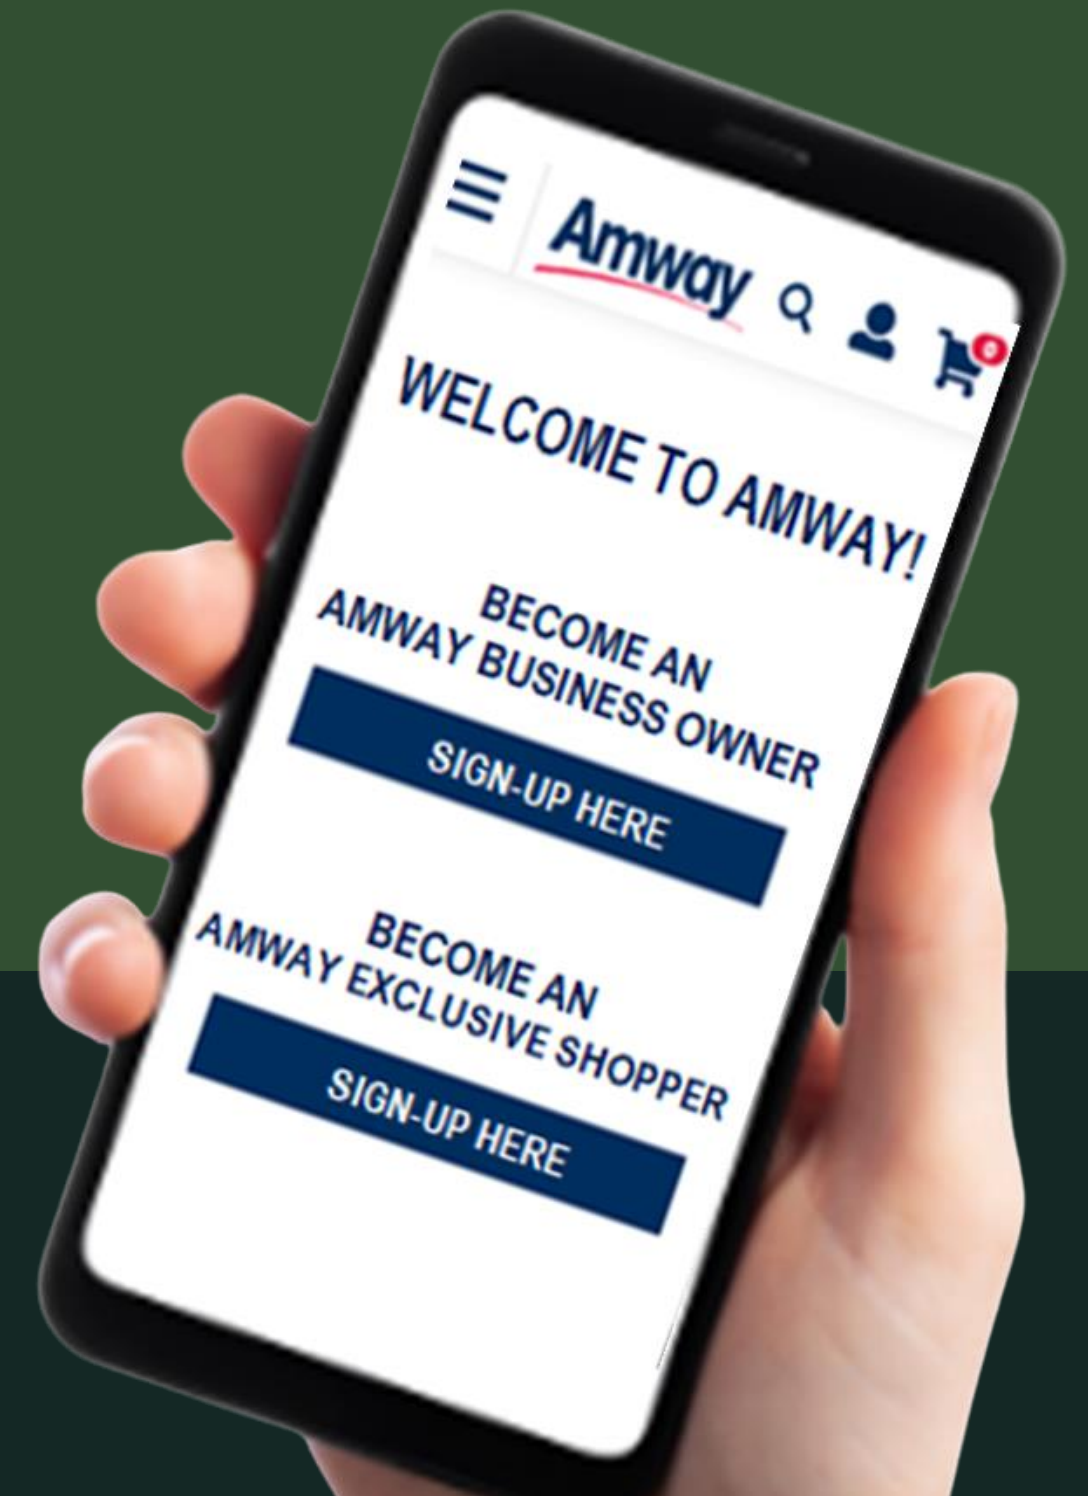 Amway
0
WELCOME TO AMWAY!
BECOME AN
AMWAY BUSINESS OWNER
SIGN-UP HERE
BECOME AN
AMWAY EXCLUSIVE SHOPPER
SIGN-UP HERE